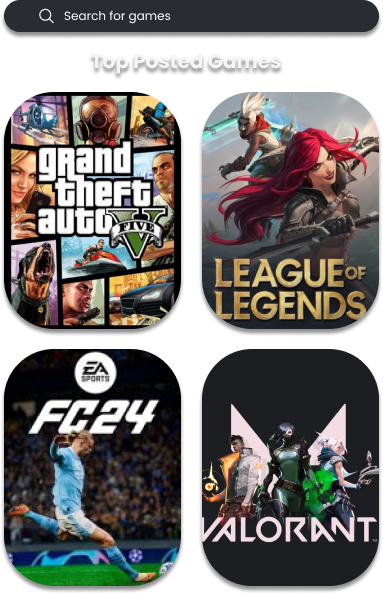 Search for games
Top Posted Games
grand
theft
auto V
FIVE
LEAGUE OF
LEGENDS
EA
SPORTS
FC24
VALORANT